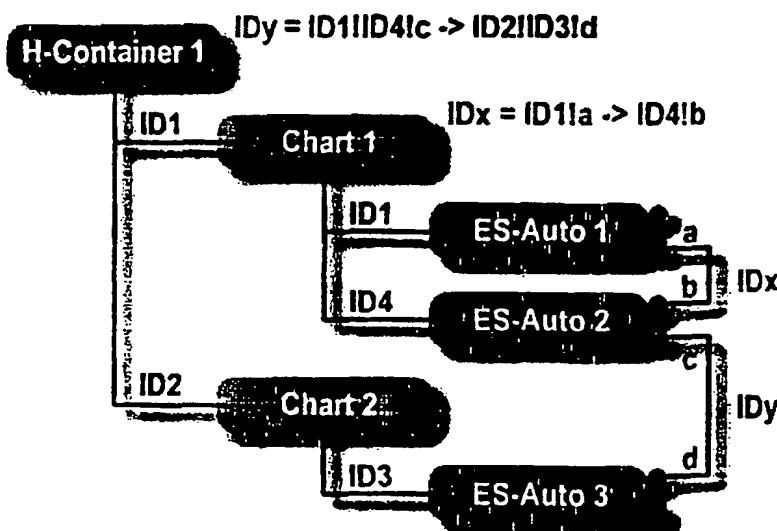 IDy = ID1!ID4!c -> ID2!ID3!d
H-Container 1
ID1
IDx = ID1!a -> ID4!b
Chart 1
ID1
ES-Auto 1
a
IDx
b
ID4
ES-Auto 2
c
ID2
Chart 2
IDy
d
ID3
ES-Auto 3